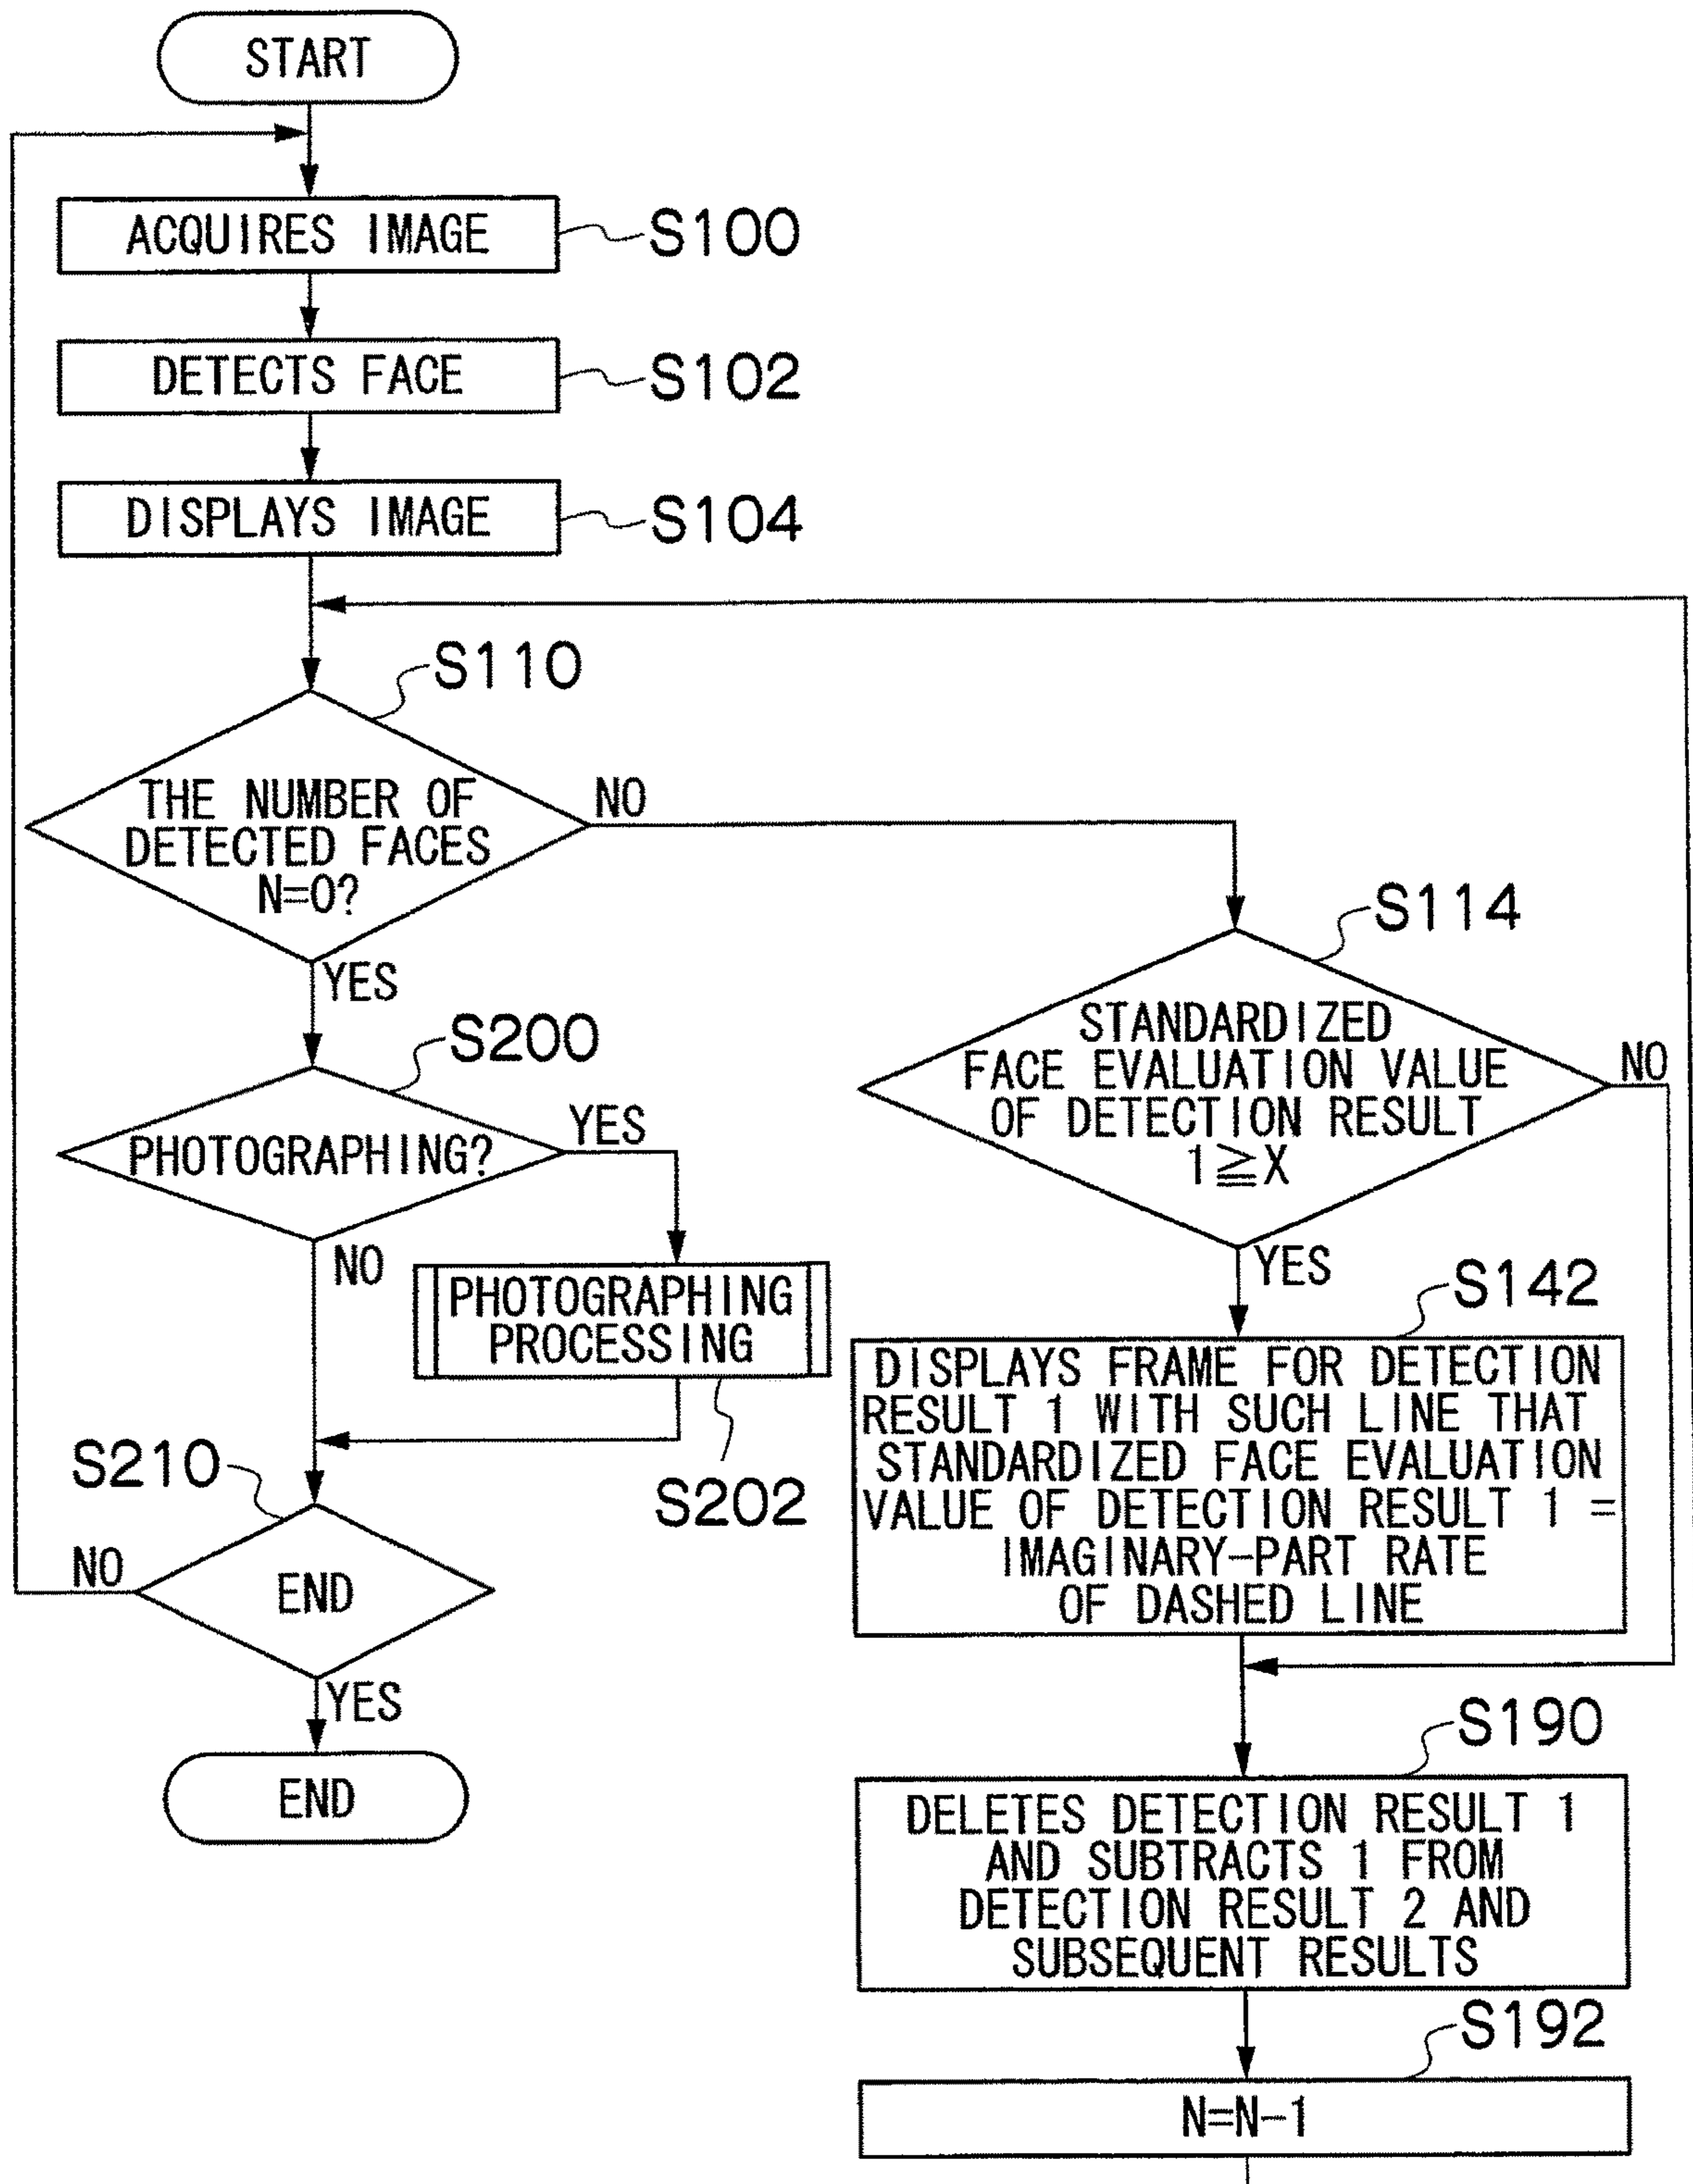 START
ACQUIRES IMAGE
S100
DETECTS FACE
S102
DISPLAYS IMAGE
S104
S110
THE NUMBER OF
DETECTED FACES
N=0?
NO
YES
S200
PHOTOGRAPHING?
YES
NO
PHOTOGRAPHING
PROCESSING
S202
S210
END
NO
YES
END
S114
STANDARDIZED
FACE EVALUATION VALUE
OF DETECTION RESULT
1≧X
NO
YES
S142
DISPLAYS FRAME FOR DETECTION
RESULT 1 WITH SUCH LINE THAT
STANDARDIZED FACE EVALUATION
VALUE OF DETECTION RESULT 1 =
IMAGINARY-PART RATE
OF DASHED LINE
S190
DELETES DETECTION RESULT 1
AND SUBTRACTS 1 FROM
DETECTION RESULT 2 AND
SUBSEQUENT RESULTS
S192
N=N-1